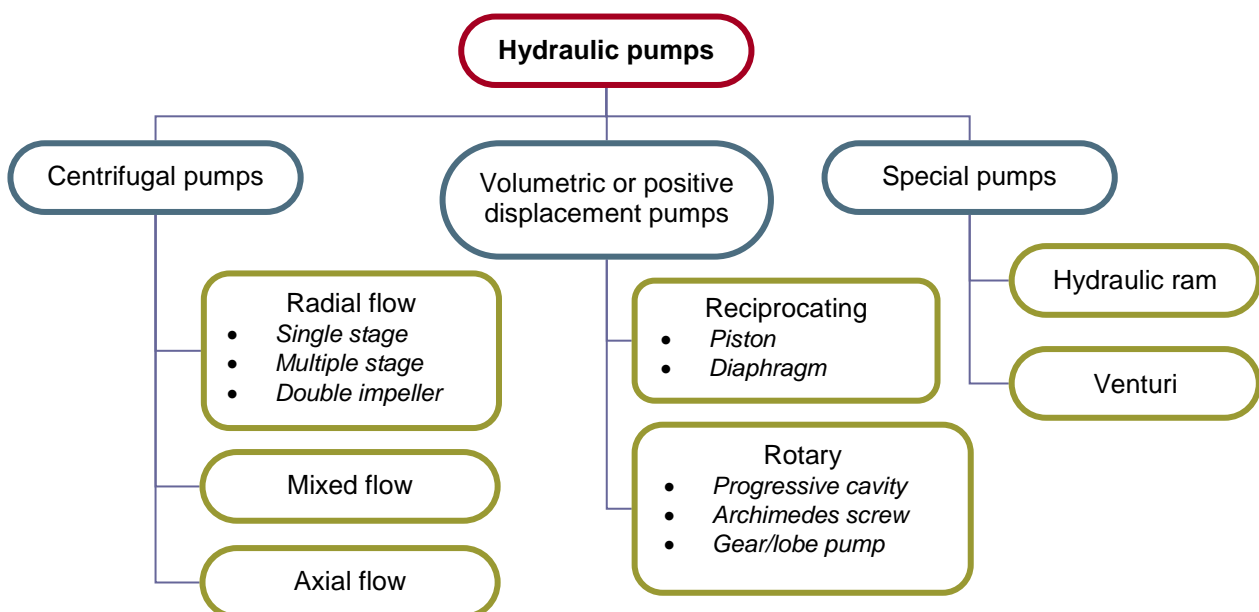 Hydraulic pumps
Centrifugal pumps
Radial flow
• Single stage
• Multiple stage
• Double impeller
Mixed flow
Axial flow
Volumetric or positive
displacement pumps
Reciprocating
• Piston
• Diaphragm
Rotary
• Progressive cavity
• Archimedes screw
• Gear/lobe pump
Special pumps
Hydraulic ram
Venturi